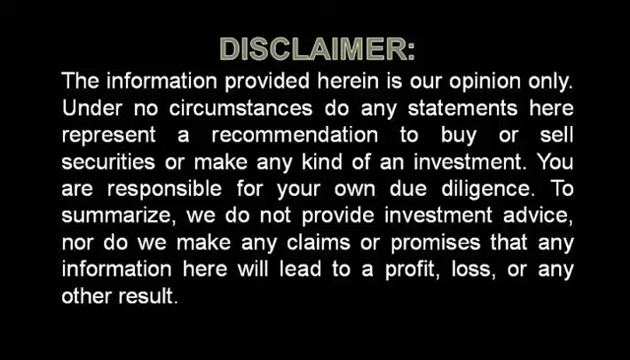 DISCLAIMER:
The information provided herein is our opinion only.
Under no circumstances do any statements here
represent a recommendation to buy or sell
securities or make any kind of an investment. You
are responsible for your own due diligence. To
summarize, we do not provide investment advice,
nor do we make any claims or promises that any
information here will lead to a profit, loss, or any
other result.